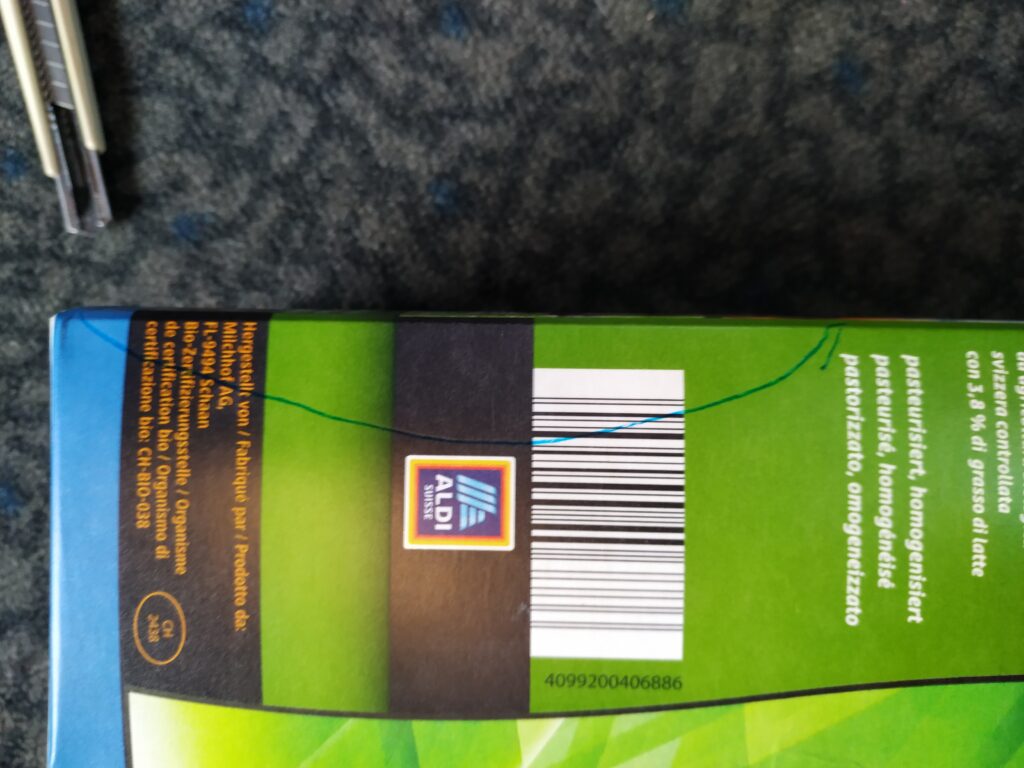 Hergestellt von / Fabriqué par / Prodotto da:
Milchhof AG,
FL-9494 Schaan
Bio-Zertifizierungsstelle / Organisme
de certification bio / Organismo di
certificazione bio: CH-BIO-038
CH
2438
ALDI
SUISSE
4099200406886
pasteurisiert, homogenisiert
pasteurisé, homogénéisé
pastorizzato, omogeneizzato
svizzera controllata
con 3,8 % di grasso di latte